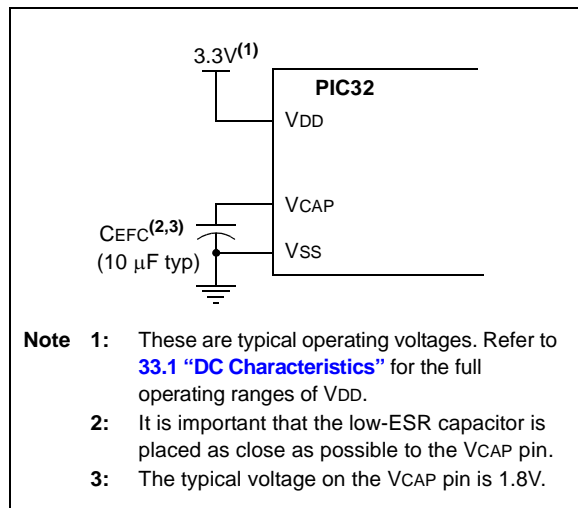 3.3V(1)
PIC32
VDD
VCAP
CEFC(2,3)
(10 μF typ)
VSS
Note 1: These are typical operating voltages. Refer to
33.1 “DC Characteristics” for the full
operating ranges of VDD.
2: It is important that the low-ESR capacitor is
placed as close as possible to the VCAP pin.
3: The typical voltage on the VCAP pin is 1.8V.